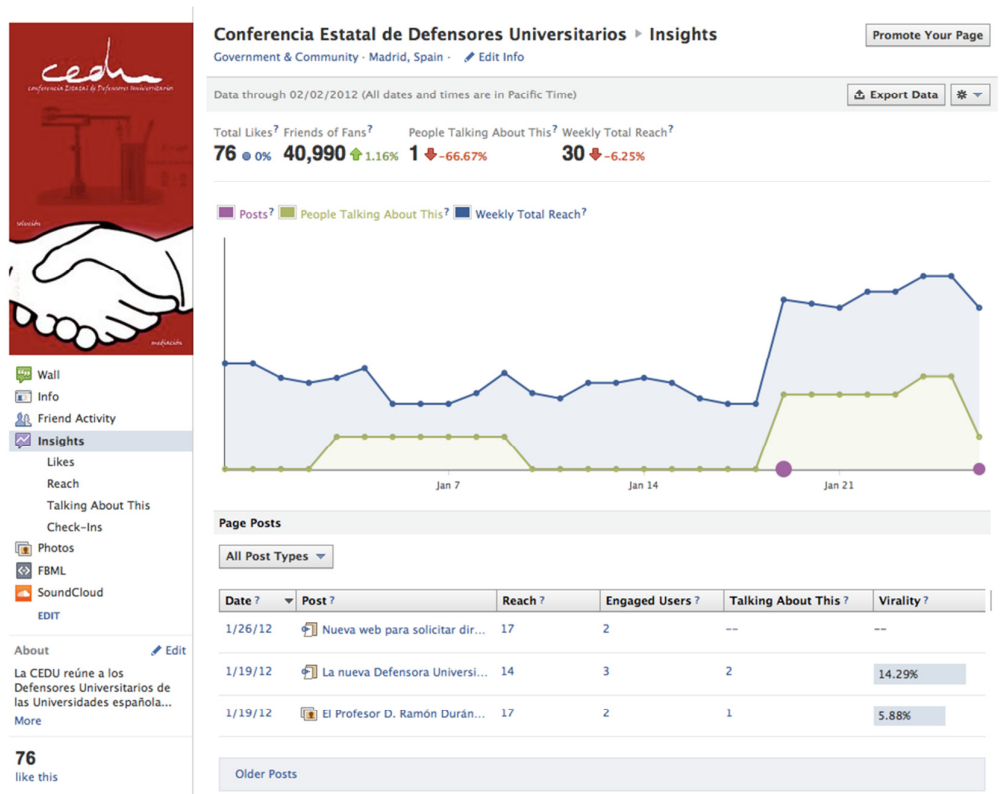 cedu
conferencia Estatal de Defensores Universitarios
solución
mediación
Wall
Info
Friend Activity
Insights
Likes
Reach
Talking About This
Check-Ins
Photos
FBML
SoundCloud
EDIT
About Edit
La CEDU reúne a los
Defensores Universitarios de
las Universidades española...
More
76
like this
Conferencia Estatal de Defensores Universitarios ▸ Insights
Promote Your Page
Government & Community · Madrid, Spain · Edit Info
Data through 02/02/2012 (All dates and times are in Pacific Time)
Export Data
Total Likes? Friends of Fans? People Talking About This? Weekly Total Reach?
76 0% 40,990 1.16% 1 -66.67% 30 -6.25%
Posts? People Talking About This? Weekly Total Reach?
Jan 7 Jan 14 Jan 21
Page Posts
All Post Types
Date? Post? Reach? Engaged Users? Talking About This? Virality?
1/26/12 Nueva web para solicitar dir... 17 2 -- --
1/19/12 La nueva Defensora Universi... 14 3 2 14.29%
1/19/12 El Profesor D. Ramón Durán... 17 2 1 5.88%
Older Posts